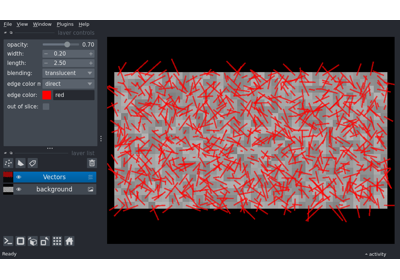 File View Window Plugins Help
layer controls
opacity: 0.70
width: 0.20
length: 2.50
blending: translucent
edge color m direct
edge color: red
out of slice:
layer list
Vectors
background
Ready
activity